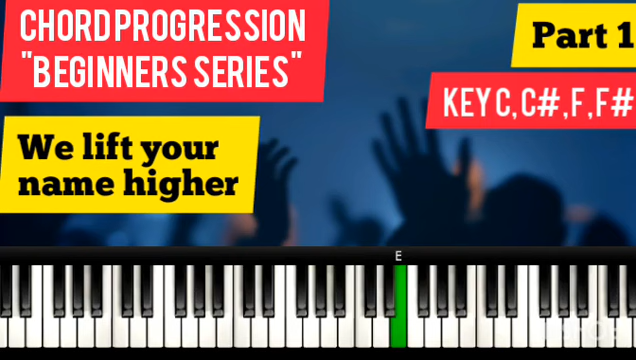 CHORD PROGRESSION
"BEGINNERS SERIES"
Part 1
KEY C, C#, F, F#
We lift your
name higher
E